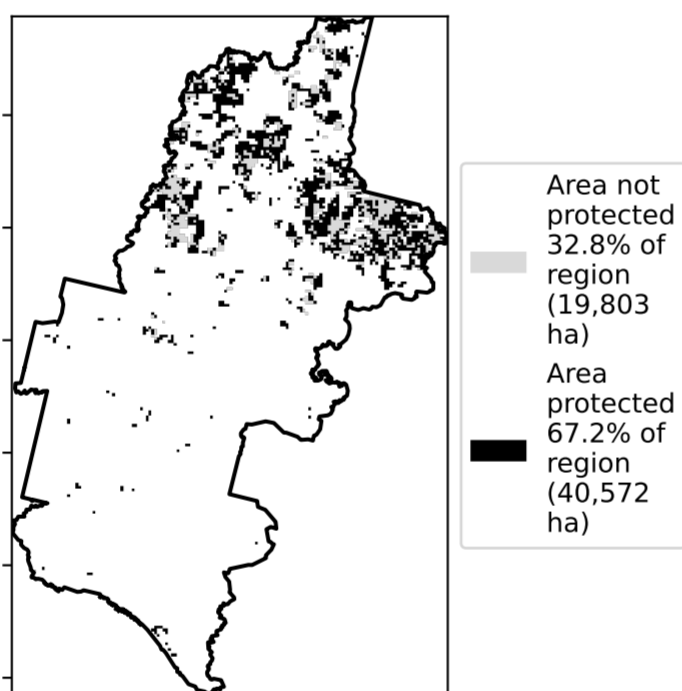 Area not
protected
32.8% of
region
(19,803
ha)
Area
protected
67.2% of
region
(40,572
ha)